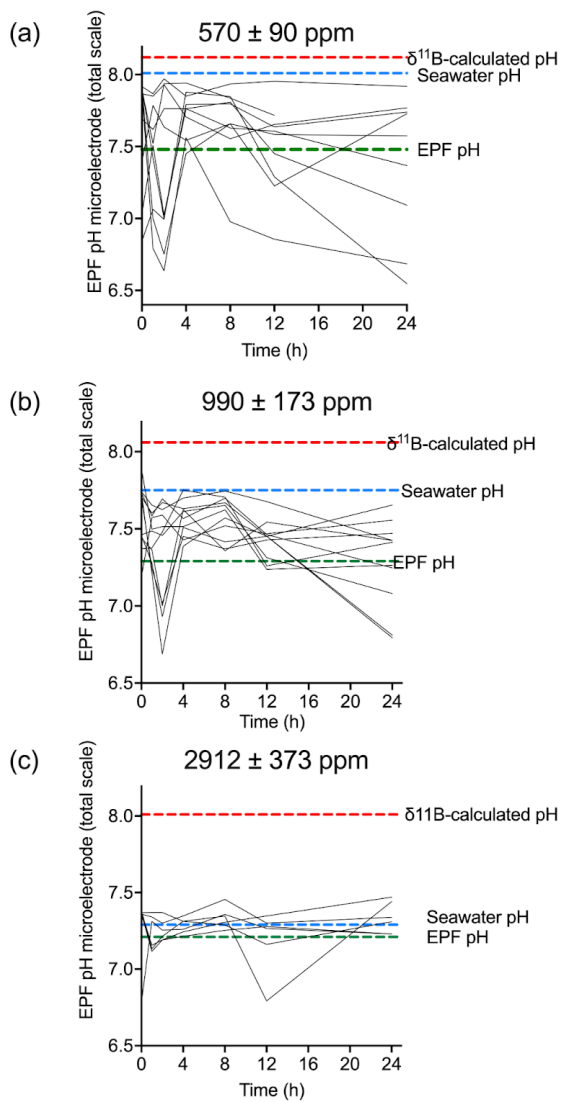 (a)
570 ± 90 ppm
EPF pH microelectrode (total scale)
8.0
7.5
7.0
6.5
δ¹¹B-calculated pH
Seawater pH
EPF pH
0 4 8 12 16 20 24
Time (h)
(b)
990 ± 173 ppm
EPF pH microelectrode (total scale)
8.0
7.5
7.0
6.5
δ¹¹B-calculated pH
Seawater pH
EPF pH
0 4 8 12 16 20 24
Time (h)
(c)
2912 ± 373 ppm
EPF pH microelectrode (total scale)
8.0
7.5
7.0
6.5
δ11B-calculated pH
Seawater pH
EPF pH
0 4 8 12 16 20 24
Time (h)